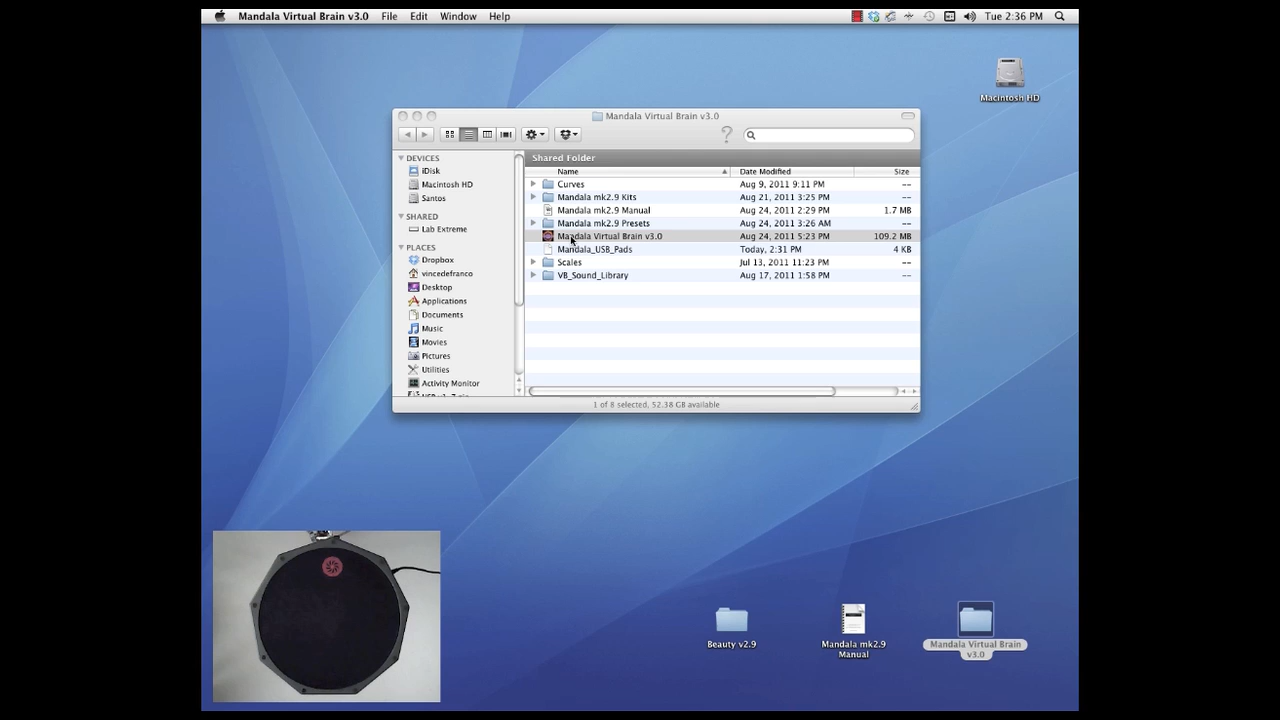 Mandala Virtual Brain v3.0 File Edit Window Help Tue 2:36 PM
Macintosh HD
Mandala Virtual Brain v3.0
Shared Folder
Name Date Modified Size
DEVICES
iDisk
Macintosh HD
Santos
SHARED
Lab Extreme
PLACES
Dropbox
vincedefranco
Desktop
Applications
Documents
Music
Movies
Pictures
Utilities
Activity Monitor
Curves Aug 9, 2011 9:11 PM --
Mandala mk2.9 Kits Aug 21, 2011 3:25 PM --
Mandala mk2.9 Manual Aug 24, 2011 2:29 PM 1.7 MB
Mandala mk2.9 Presets Aug 24, 2011 3:26 AM --
Mandala Virtual Brain v3.0 Aug 24, 2011 5:23 PM 109.2 MB
Mandala_USB_Pads Today, 2:31 PM 4 KB
Scales Jul 13, 2011 11:23 PM --
VB_Sound_Library Aug 17, 2011 1:58 PM --
1 of 8 selected, 52.38 GB available
Beauty v2.9
Mandala mk2.9
Manual
Mandala Virtual Brain
v3.0